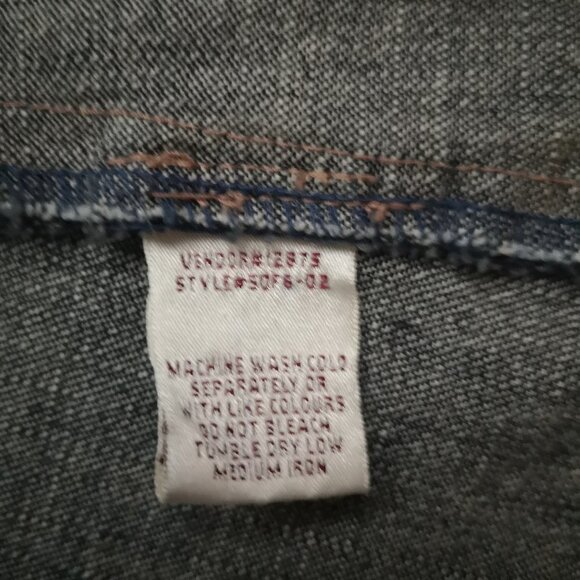 VENDOR#12875
STYLE#SOF6-02
MACHINE WASH COLD
SEPARATELY OR
WITH LIKE COLOURS
DO NOT BLEACH
TUMBLE DRY LOW
MEDIUM IRON